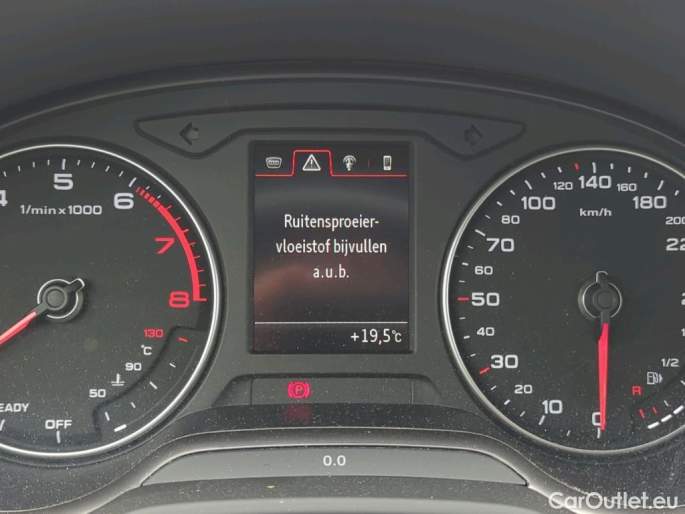 4 5 6 7 8
1/min x 1000
130
°C
90
50
READY OFF
Ruitensproeier-
vloeistof bijvullen
a.u.b.
+19,5°C
P
0.0
0 10 20 30 40 50 60 70 80 100 120 140 160 180 200
km/h
1/2
R
CarOutlet.eu